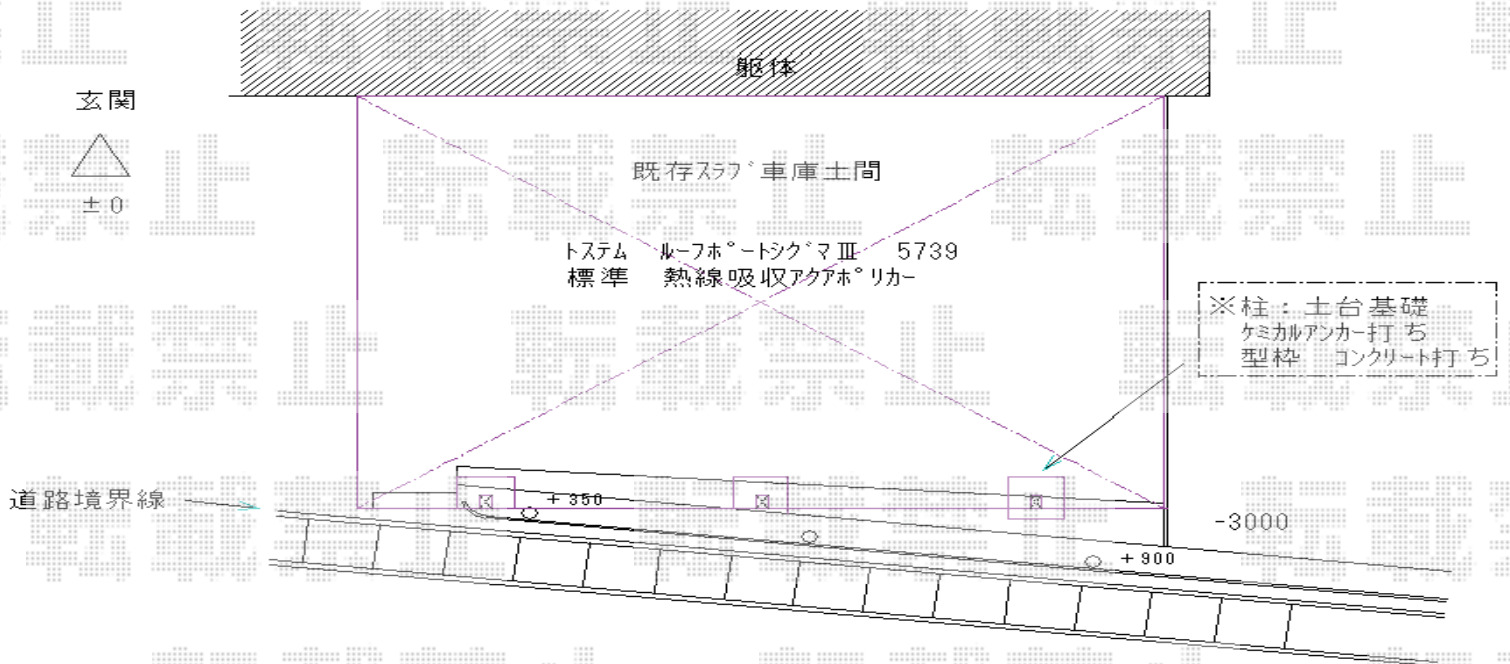 躯体
玄関
±0
既存ｽﾗﾌﾞ車庫土間
ﾄｽﾃﾑ ﾙｰﾌﾎﾟｰﾄｼｸﾞﾏⅢ 5739
標準 熱線吸収ｱｸｱﾎﾟﾘｶｰ
※柱：土台基礎
ｹﾐｶﾙｱﾝｶｰ打ち
型枠 ｺﾝｸﾘｰﾄ打ち
道路境界線
+350
-3000
+900
転載禁止